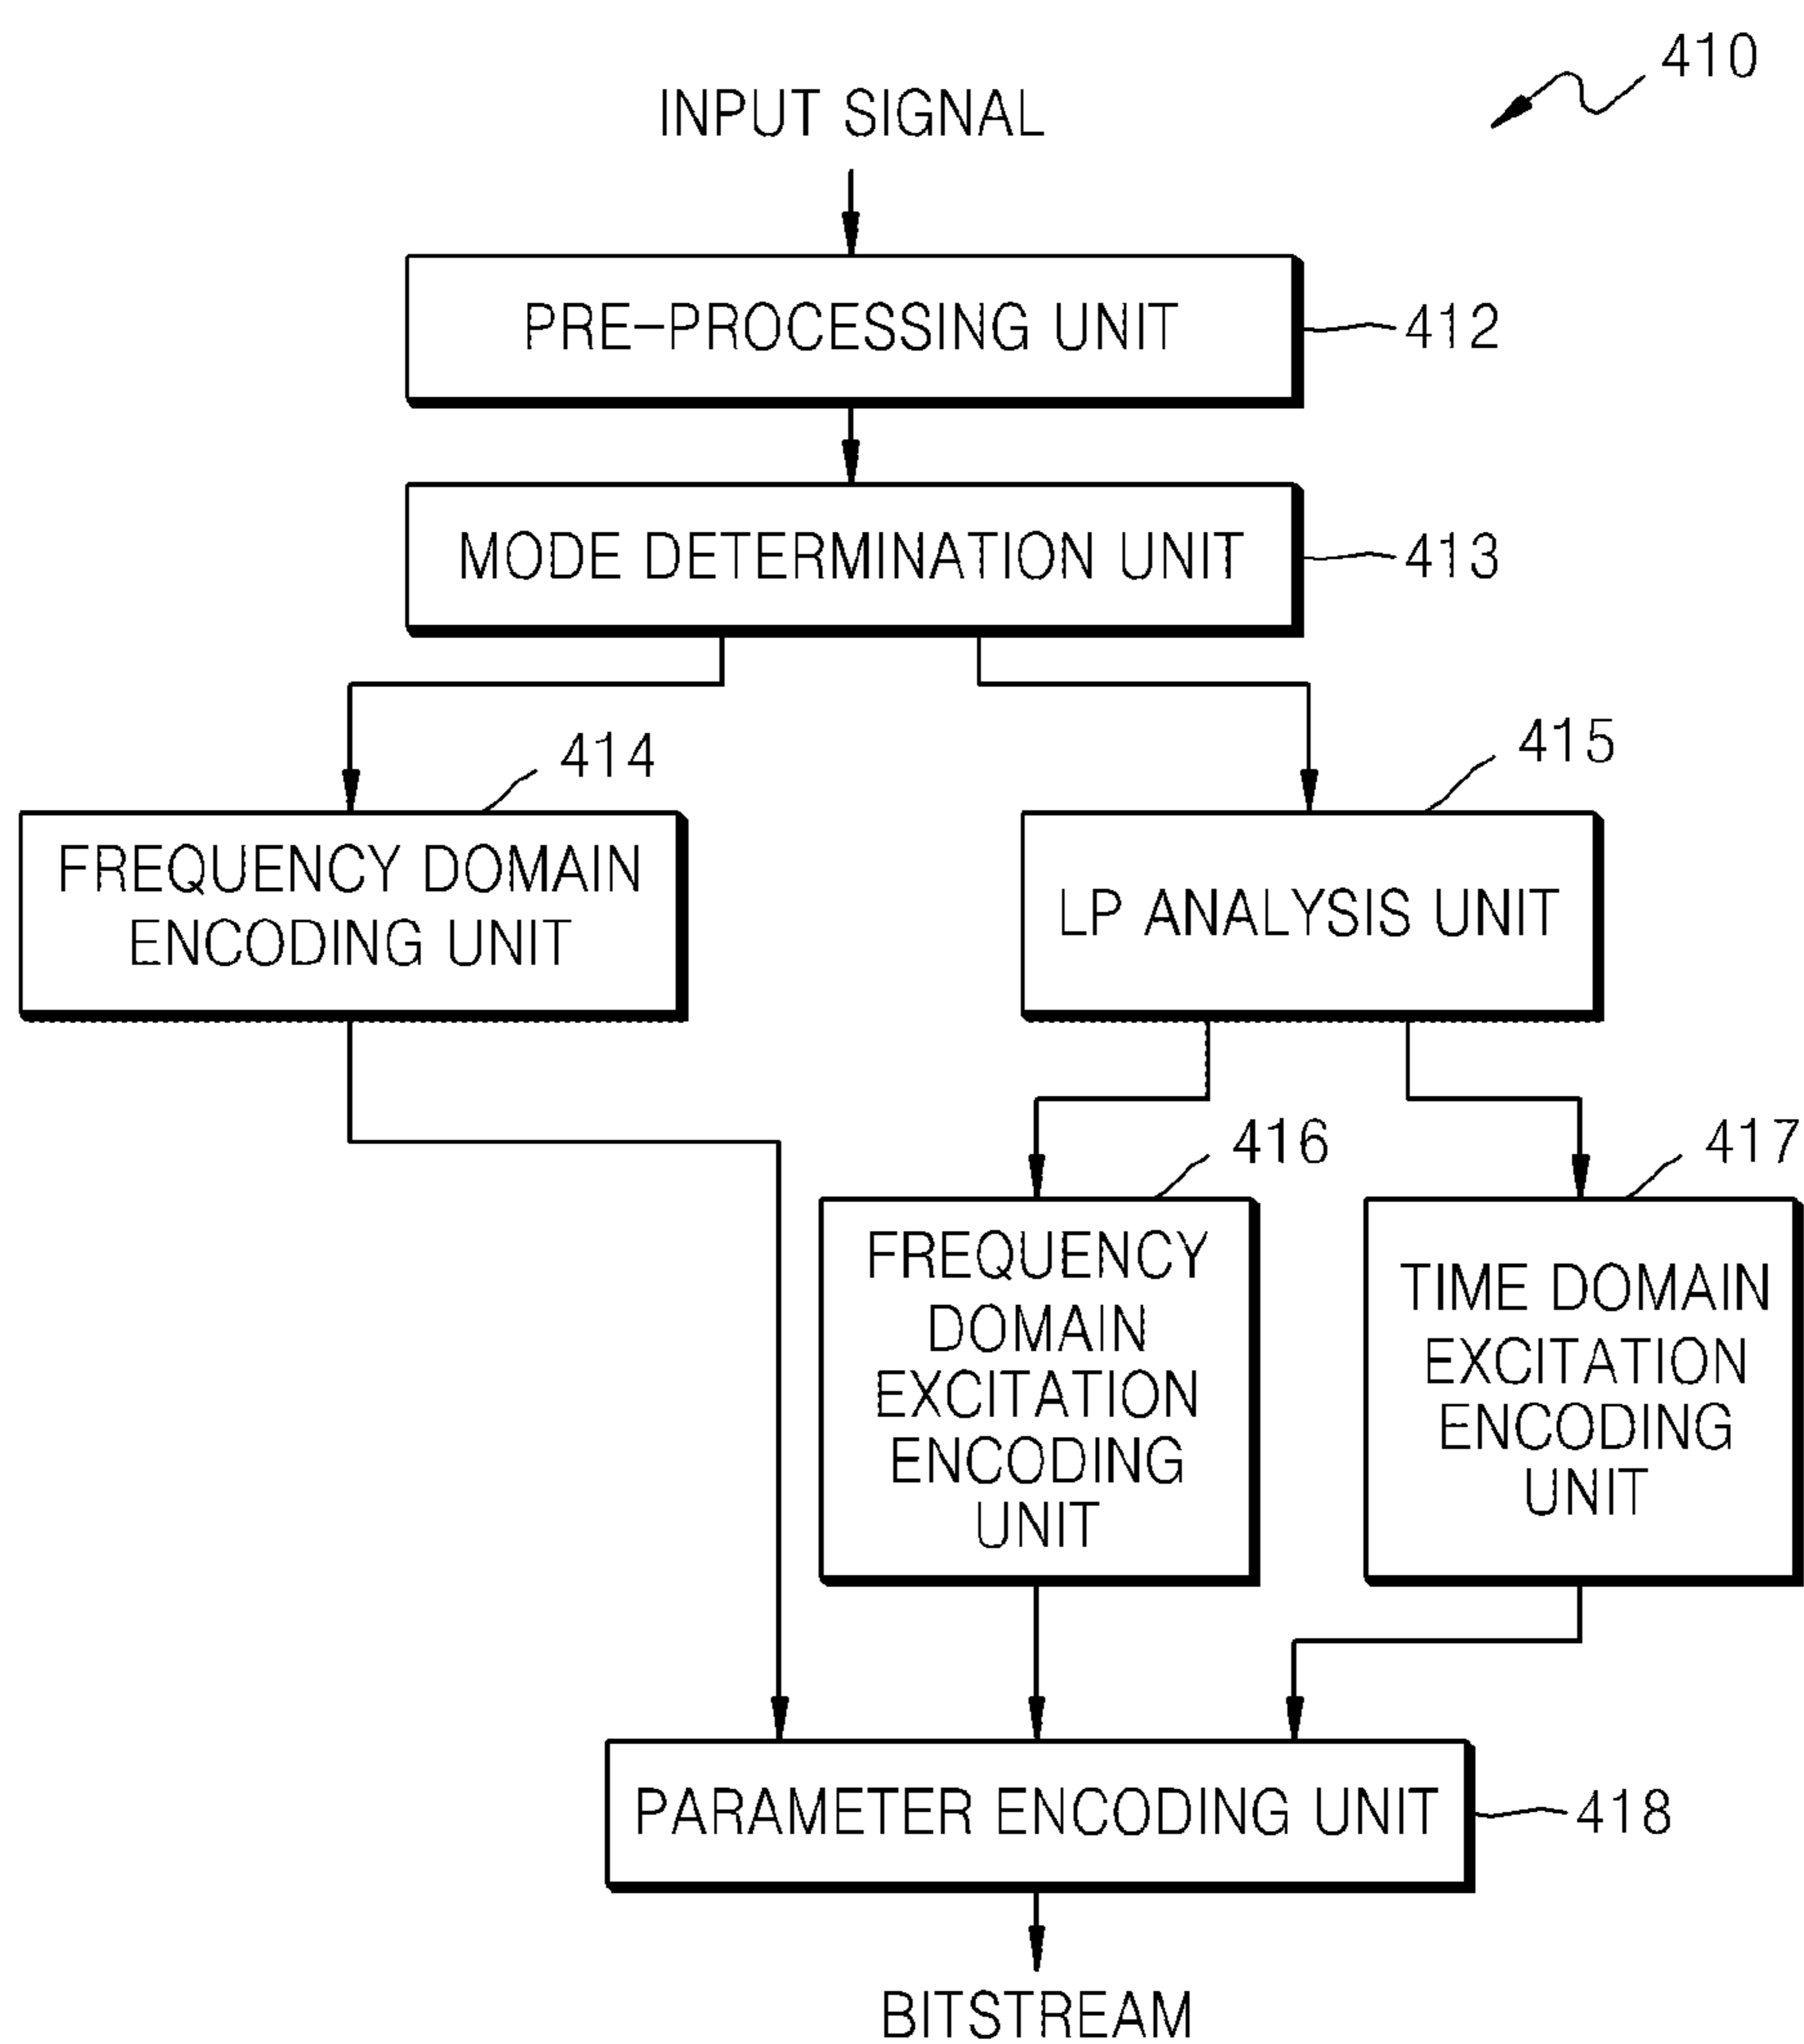 410
INPUT SIGNAL
PRE-PROCESSING UNIT
412
MODE DETERMINATION UNIT
413
414
415
FREQUENCY DOMAIN
ENCODING UNIT
LP ANALYSIS UNIT
416
417
FREQUENCY
DOMAIN
EXCITATION
ENCODING
UNIT
TIME DOMAIN
EXCITATION
ENCODING
UNIT
PARAMETER ENCODING UNIT
418
BITSTREAM